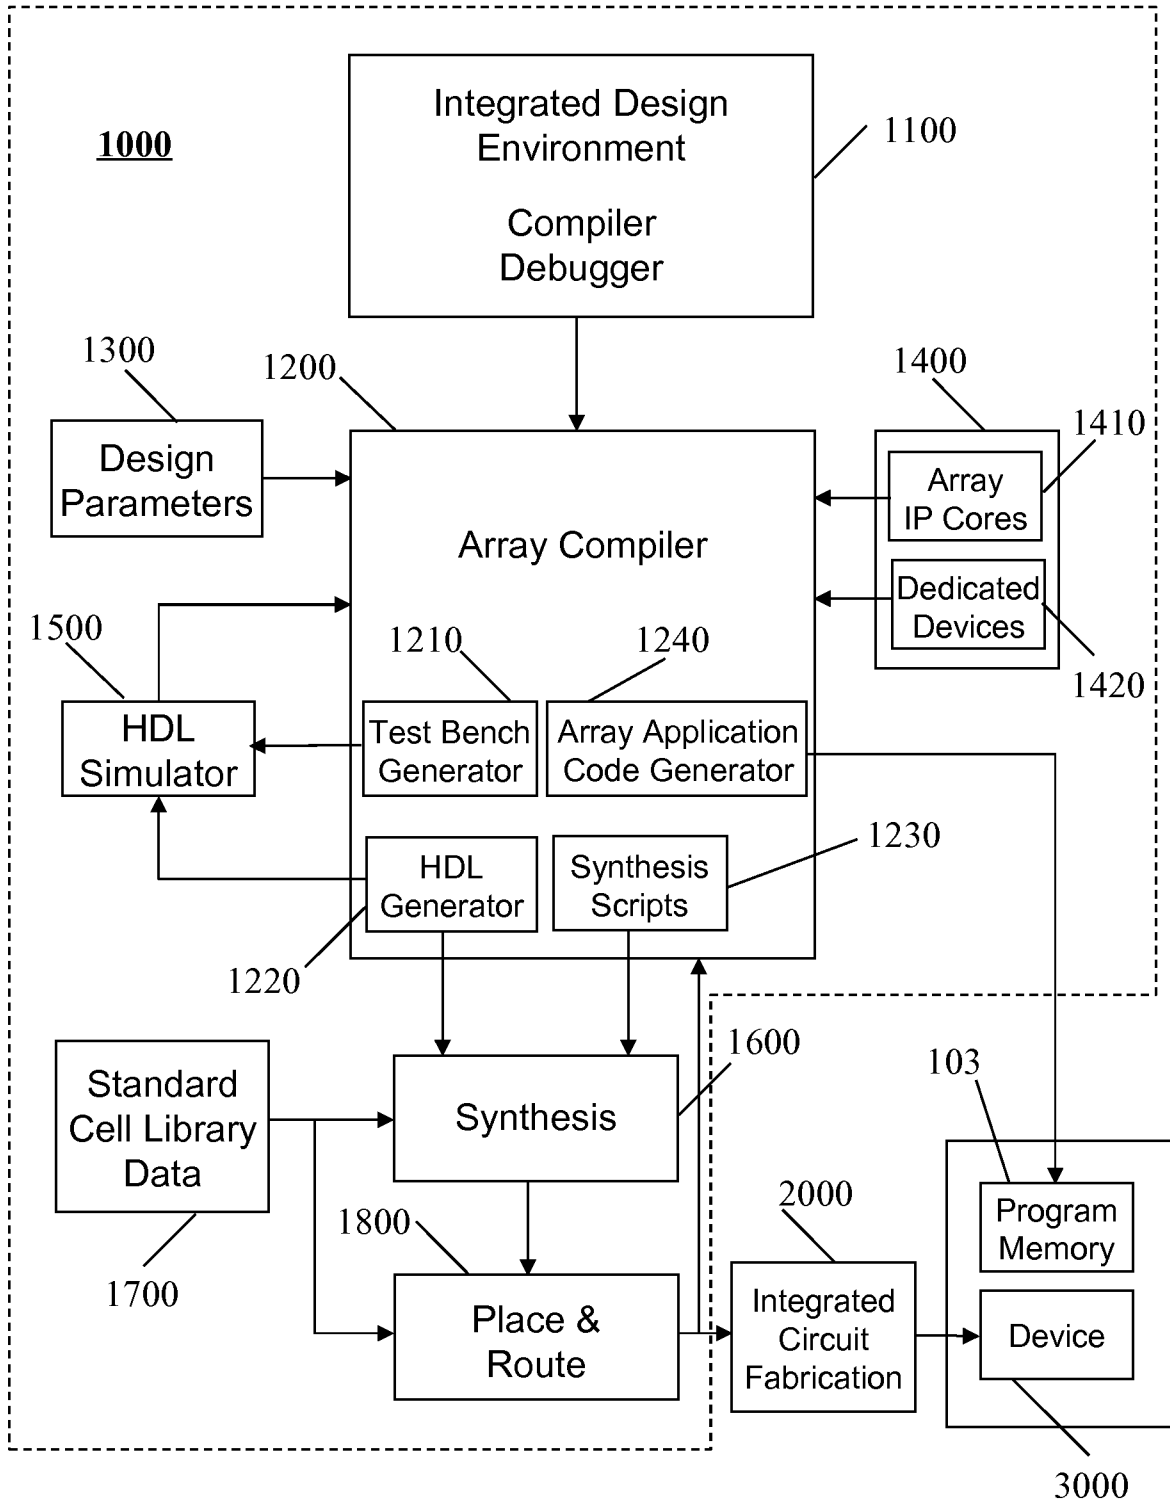 Integrated Design
Environment
Compiler
Debugger
1000
1100
1300
1200
1400
1410
Design
Parameters
Array Compiler
Array
IP Cores
Dedicated
Devices
1420
1500
1210
1240
HDL
Simulator
Test Bench
Generator
Array Application
Code Generator
1230
HDL
Generator
Synthesis
Scripts
1220
1600
103
Standard
Cell Library
Data
Synthesis
1700
1800
2000
Program
Memory
Place &
Route
Integrated
Circuit
Fabrication
Device
3000